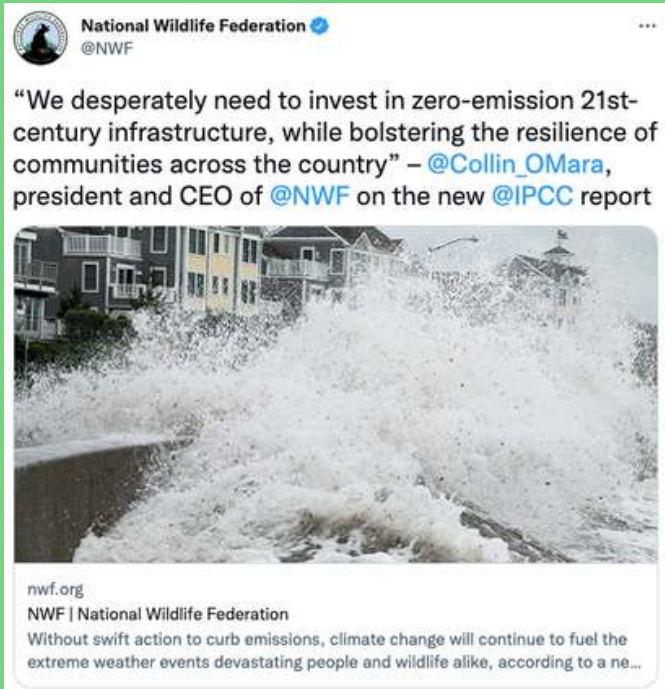 National Wildlife Federation
@NWF
“We desperately need to invest in zero-emission 21st-
century infrastructure, while bolstering the resilience of
communities across the country” – @Collin_OMara,
president and CEO of @NWF on the new @IPCC report
nwf.org
NWF | National Wildlife Federation
Without swift action to curb emissions, climate change will continue to fuel the
extreme weather events devastating people and wildlife alike, according to a ne...